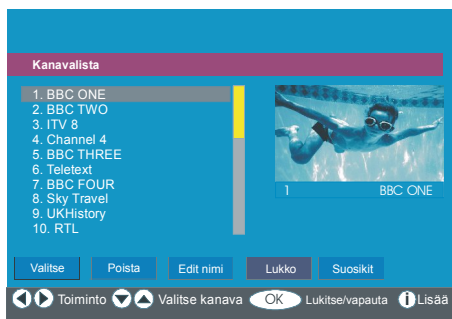 Kanavalista
1. BBC ONE
2. BBC TWO
3. ITV 8
4. Channel 4
5. BBC THREE
6. Teletext
7. BBC FOUR
8. Sky Travel
9. UKHistory
10. RTL
1 BBC ONE
Valitse Poista Edit nimi Lukko Suosikit
Toiminto Valitse kanava OK Lukitse/vapauta i Lisää